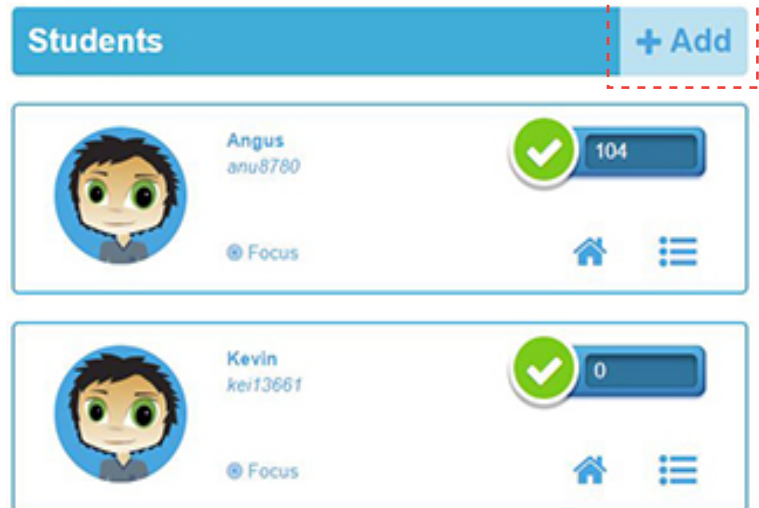 Students
+ Add
Angus
anu8780
104
Focus
Kevin
kei13661
0
Focus